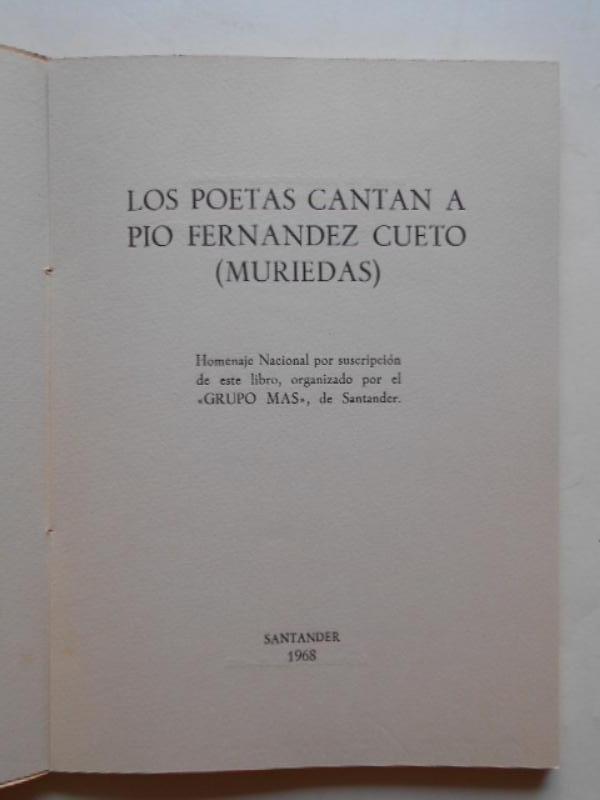 LOS POETAS CANTAN A
PIO FERNANDEZ CUETO
(MURIEDAS)
Homenaje Nacional por suscripción
de este libro, organizado por el
«GRUPO MAS», de Santander.
SANTANDER
1968